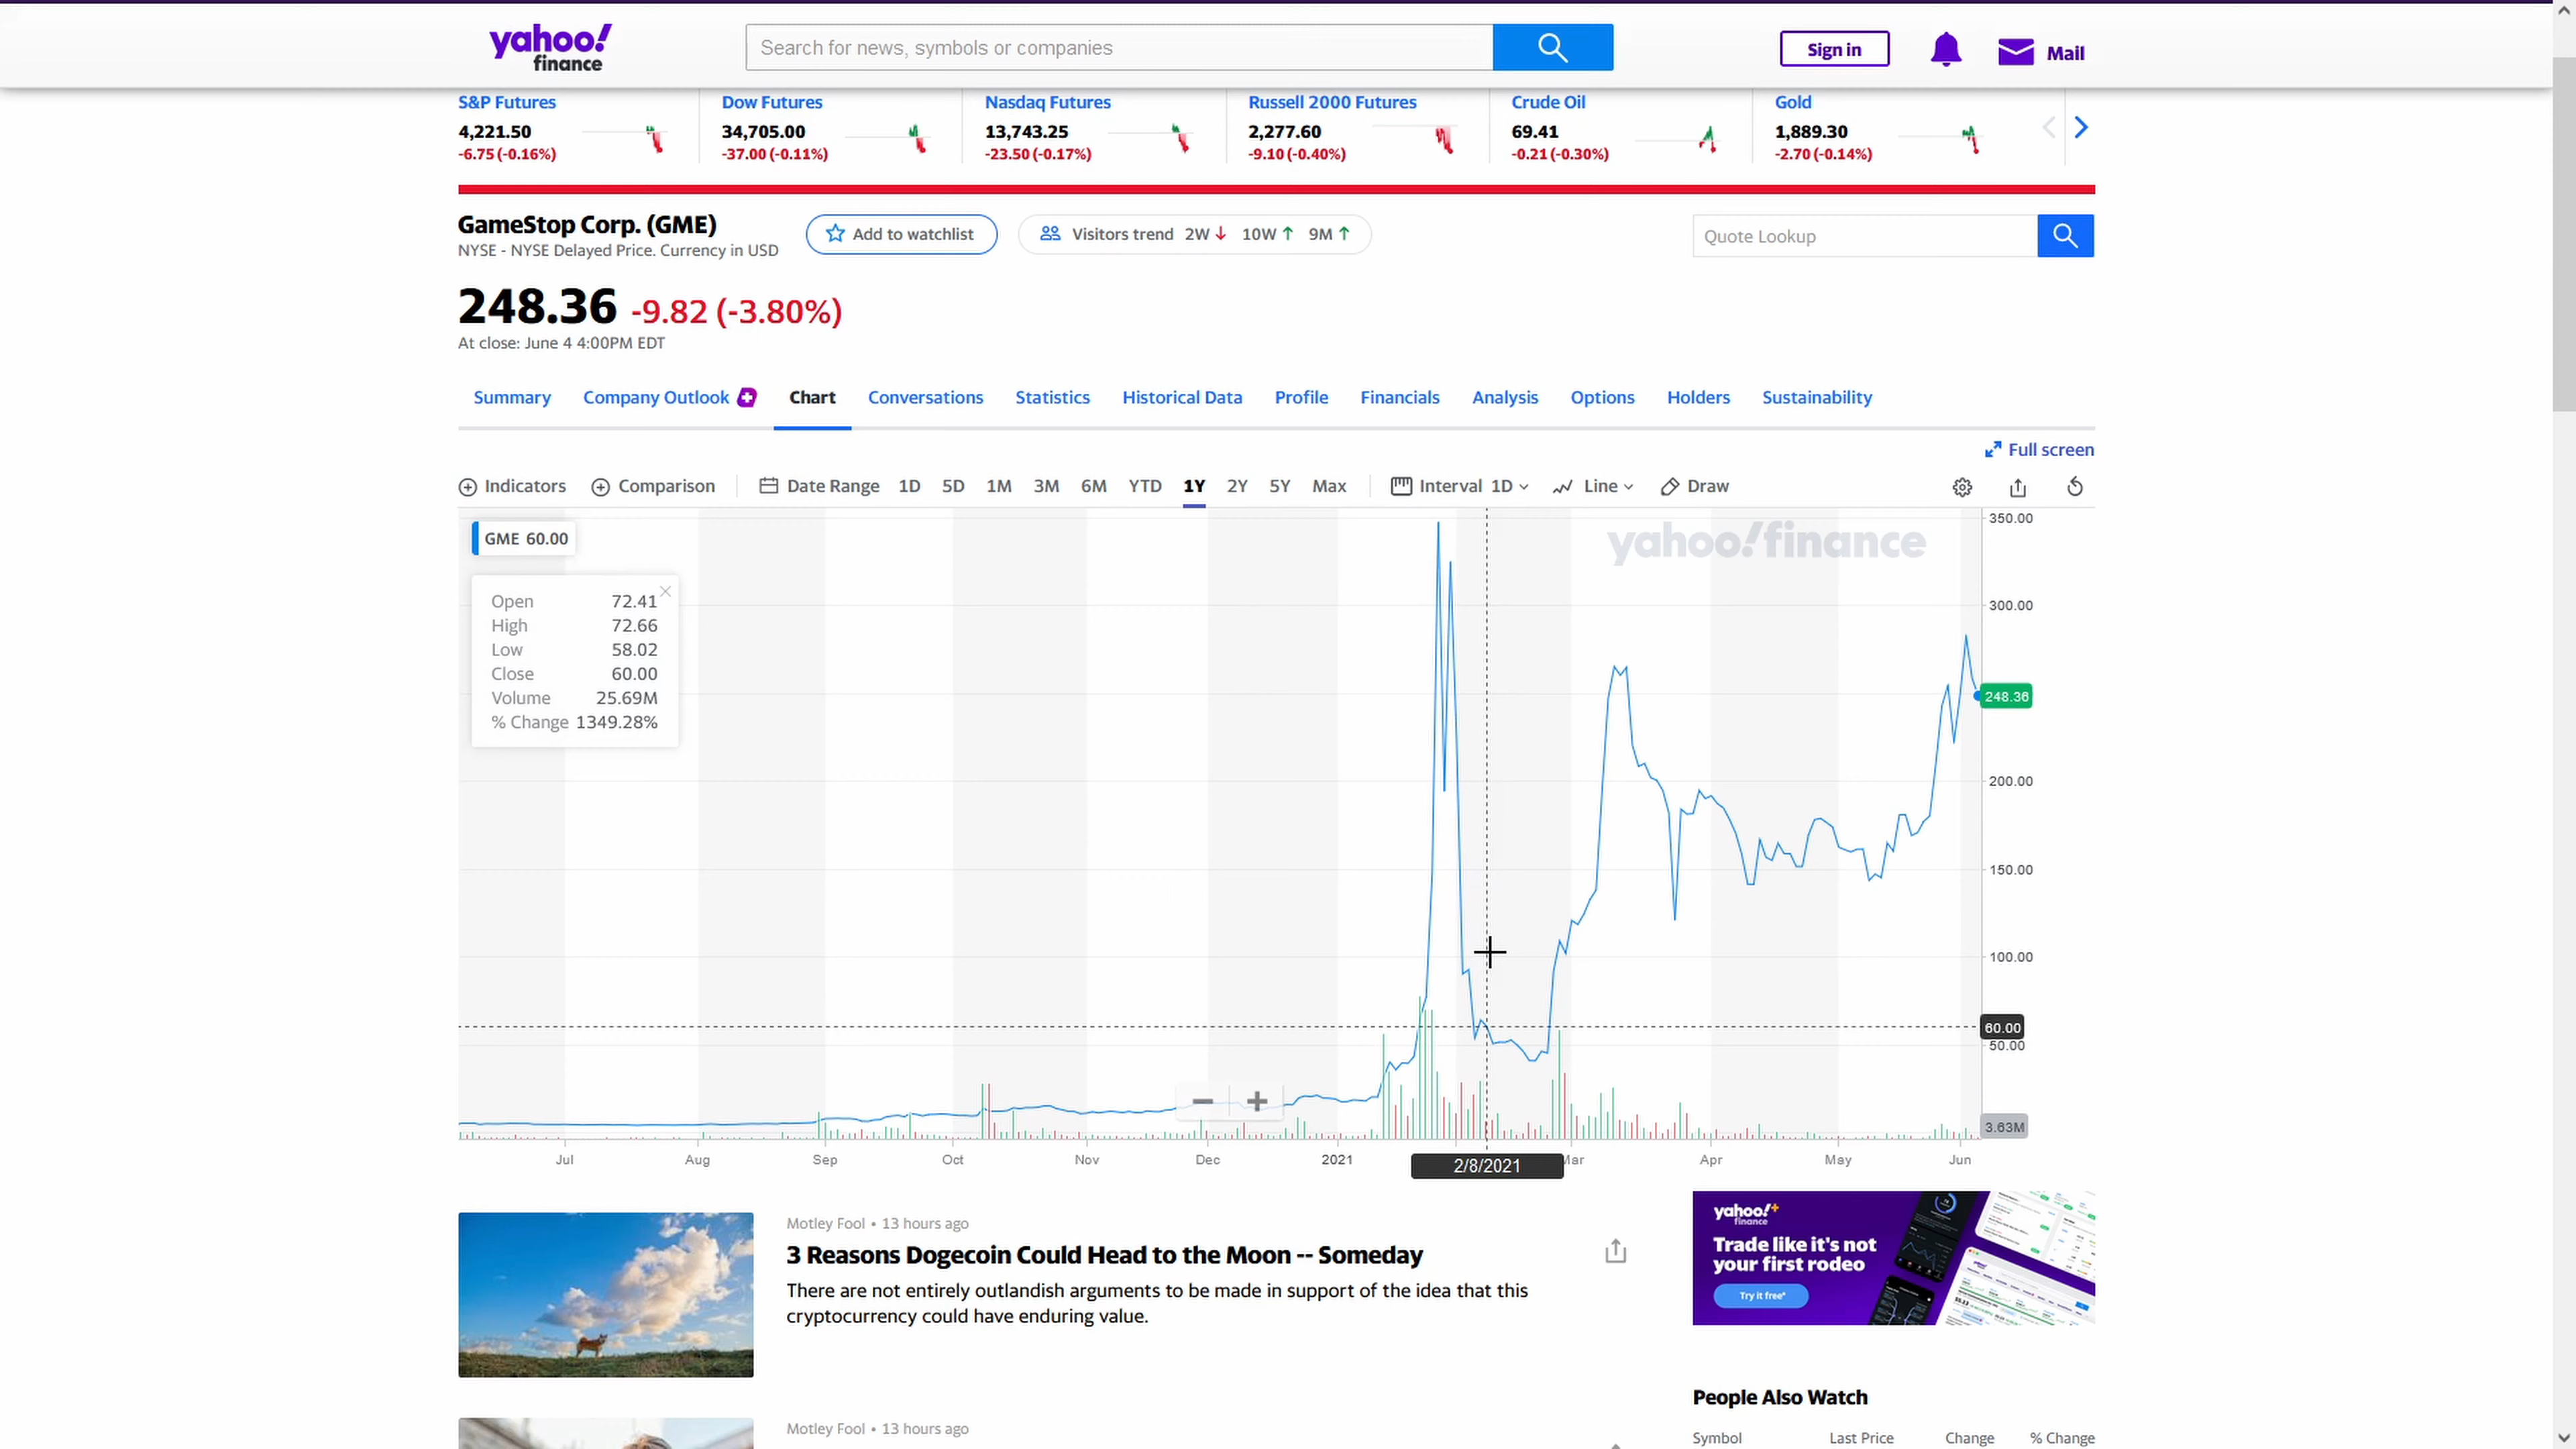 yahoo!
finance
Search for news, symbols or companies
Sign in
Mail
S&P Futures
4,221.50
-6.75 (-0.16%)
Dow Futures
34,705.00
-37.00 (-0.11%)
Nasdaq Futures
13,743.25
-23.50 (-0.17%)
Russell 2000 Futures
2,277.60
-9.10 (-0.40%)
Crude Oil
69.41
-0.21 (-0.30%)
Gold
1,889.30
-2.70 (-0.14%)
GameStop Corp. (GME)
NYSE - NYSE Delayed Price. Currency in USD
Add to watchlist
Visitors trend 2W 10W 9M
Quote Lookup
248.36 -9.82 (-3.80%)
At close: June 4 4:00PM EDT
Summary Company Outlook Chart Conversations Statistics Historical Data Profile Financials Analysis Options Holders Sustainability
Full screen
Indicators Comparison Date Range 1D 5D 1M 3M 6M YTD 1Y 2Y 5Y Max Interval 1D Line Draw
GME 60.00
Open 72.41
High 72.66
Low 58.02
Close 60.00
Volume 25.69M
% Change 1349.28%
yahoo!finance
350.00
300.00
248.36
200.00
150.00
100.00
60.00
50.00
3.63M
Jul Aug Sep Oct Nov Dec 2021 2/8/2021 Apr May Jun
Motley Fool • 13 hours ago
3 Reasons Dogecoin Could Head to the Moon -- Someday
There are not entirely outlandish arguments to be made in support of the idea that this
cryptocurrency could have enduring value.
yahoo!+
finance
Trade like it's not
your first rodeo
Try it free*
People Also Watch
Symbol Last Price Change % Change
Motley Fool • 13 hours ago